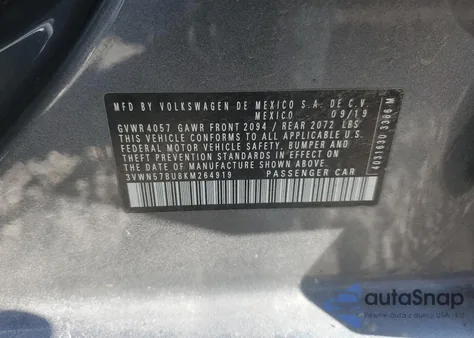 MFD BY VOLKSWAGEN DE MEXICO S.A. DE C.V.
MEXICO 09/19
GVWR 4057 GAWR FRONT 2094 / REAR 2072 LBS
THIS VEHICLE CONFORMS TO ALL APPLICABLE U.S.
FEDERAL MOTOR VEHICLE SAFETY, BUMPER AND
THEFT PREVENTION STANDARDS IN EFFECT ON THE
DATE OF MANUFACTURE SHOWN ABOVE
3VWN57BU8KM264919 PASSENGER CAR
autoSnap